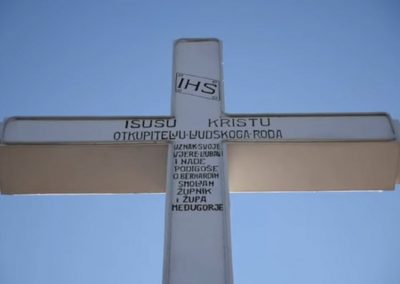 IHS
ISUSU KRISTU
OTKUPITELJU LJUDSKOGA RODA
U ZNAK SVOJE
VJERE LJUBAVI
I NADE
PODIGOŠE
O BERNARDIN
SMOLJAN
ŽUPNIK
I ŽUPA
MEĐUGORJE